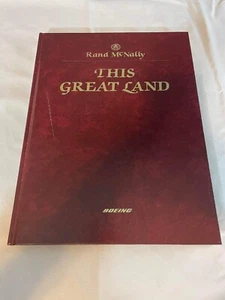 Rand McNally
THIS
GREAT LAND
BOEING